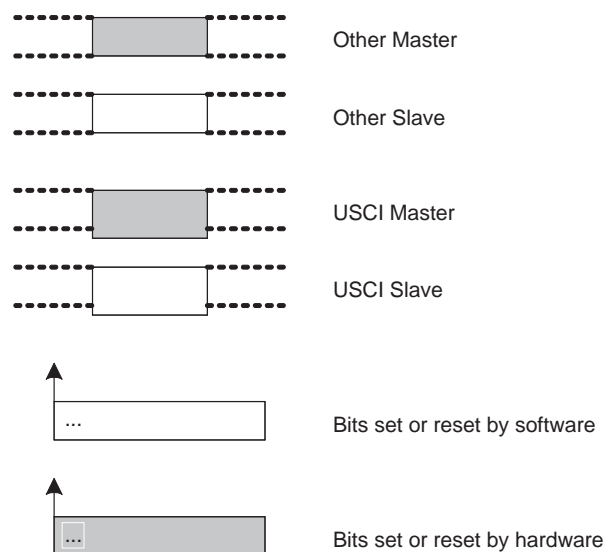 Other Master
Other Slave
USCI Master
USCI Slave
...
Bits set or reset by software
...
Bits set or reset by hardware